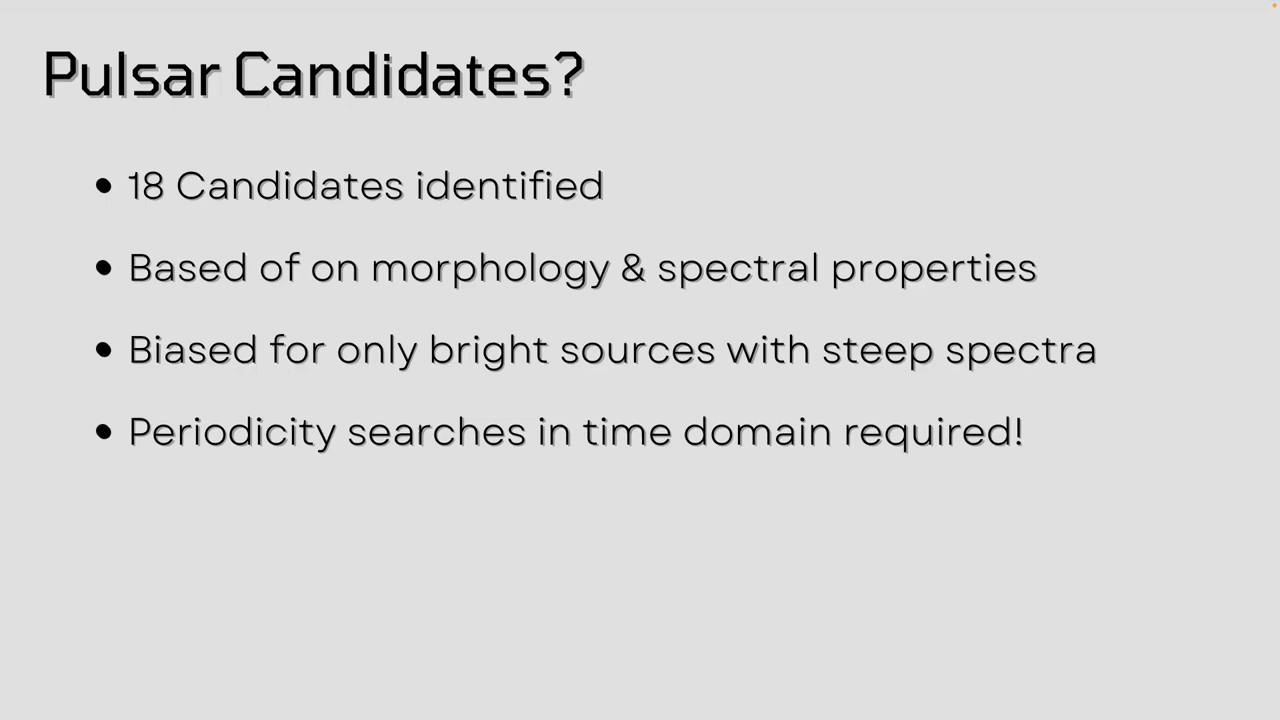 Pulsar Candidates?
• 18 Candidates identified
• Based of on morphology & spectral properties
• Biased for only bright sources with steep spectra
• Periodicity searches in time domain required!